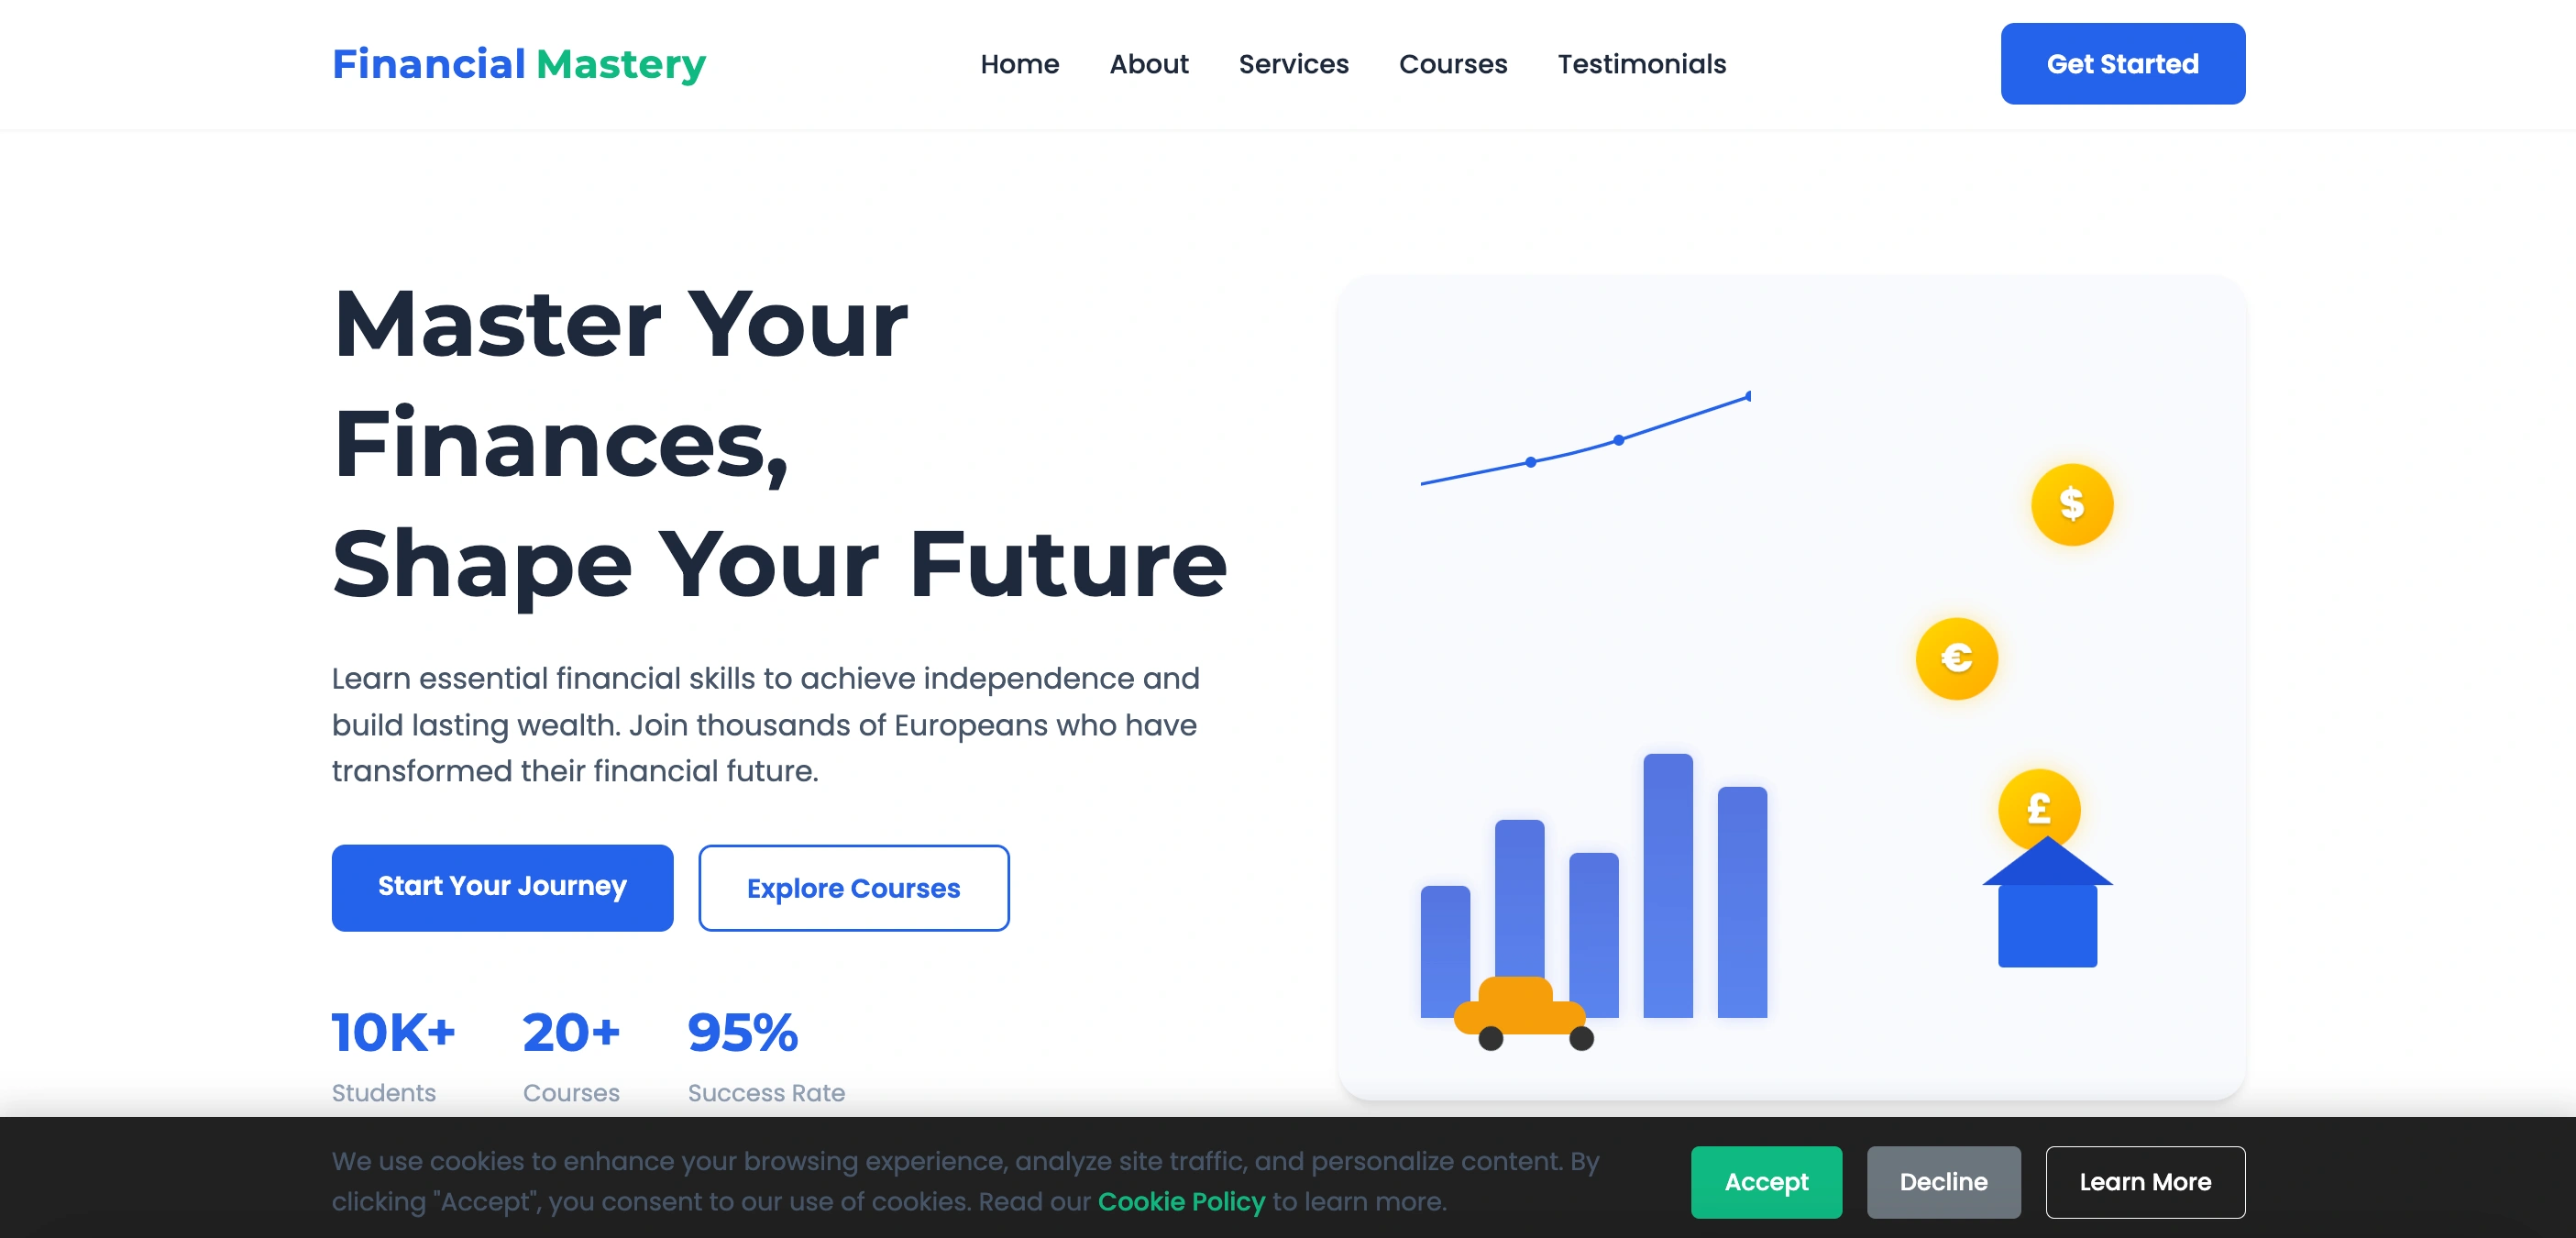 Financial Mastery
Home
About
Services
Courses
Testimonials
Get Started
Master Your
Finances,
Shape Your Future
Learn essential financial skills to achieve independence and
build lasting wealth. Join thousands of Europeans who have
transformed their financial future.
Start Your Journey
Explore Courses
10K+
Students
20+
Courses
95%
Success Rate
$
€
£
We use cookies to enhance your browsing experience, analyze site traffic, and personalize content. By
clicking "Accept", you consent to our use of cookies. Read our Cookie Policy to learn more.
Accept
Decline
Learn More